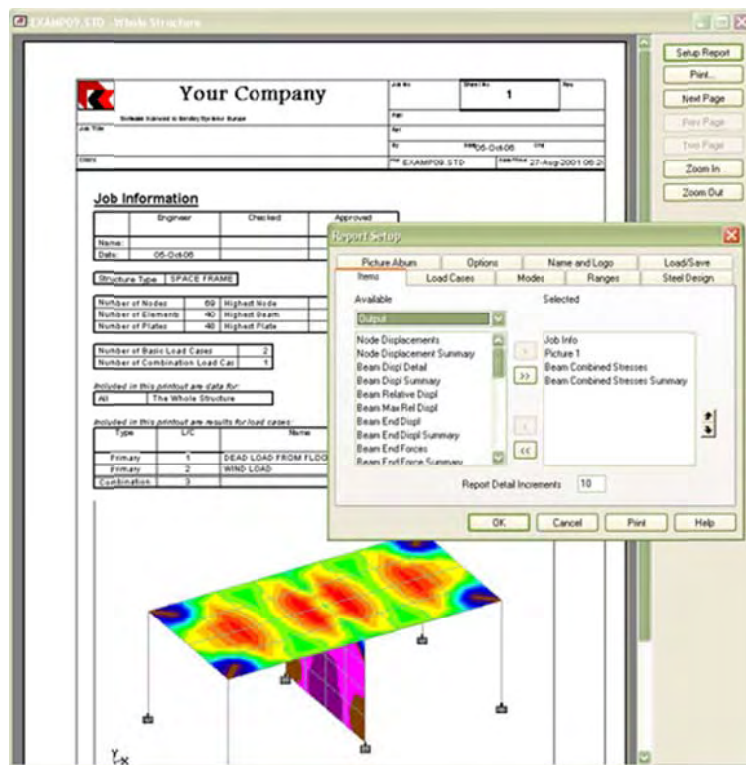 EXAMP09.STD - Whole Structure
Setup Report
Print...
Next Page
Prev Page
Two Page
Zoom In
Zoom Out
Your Company
Job No
Sheet No
1
Rev
Part
Job Title
Ref
By
Date 05-Oct-06
Chd
Client
File EXAMP09.STD
Date/Time 27-Aug-2001 06:2
Job Information
Engineer Checked Approved
Name:
Date: 05-Oct-06
Structure Type SPACE FRAME
Number of Nodes 69 Highest Node
Number of Elements 40 Highest Beam
Number of Plates 48 Highest Plate
Number of Basic Load Cases 2
Number of Combination Load Cas 1
Included in this printout are data for:
All The Whole Structure
Included in this printout are results for load cases:
Type L/C Name
Primary 1 DEAD LOAD FROM FLOO
Primary 2 WIND LOAD
Combination 3
Report Setup
Picture Album Options Name and Logo Load/Save
Items Load Cases Modes Ranges Steel Design
Available Selected
Output
Node Displacements
Node Displacement Summary
Beam Displ Detail
Beam Displ Summary
Beam Relative Displ
Beam Max Rel Displ
Beam End Displ
Beam End Displ Summary
Beam End Forces
Beam End Force Summary
>
>>
<
<<
Job Info
Picture 1
Beam Combined Stresses
Beam Combined Stresses Summary
Report Detail Increments 10
OK Cancel Print Help
Y
X